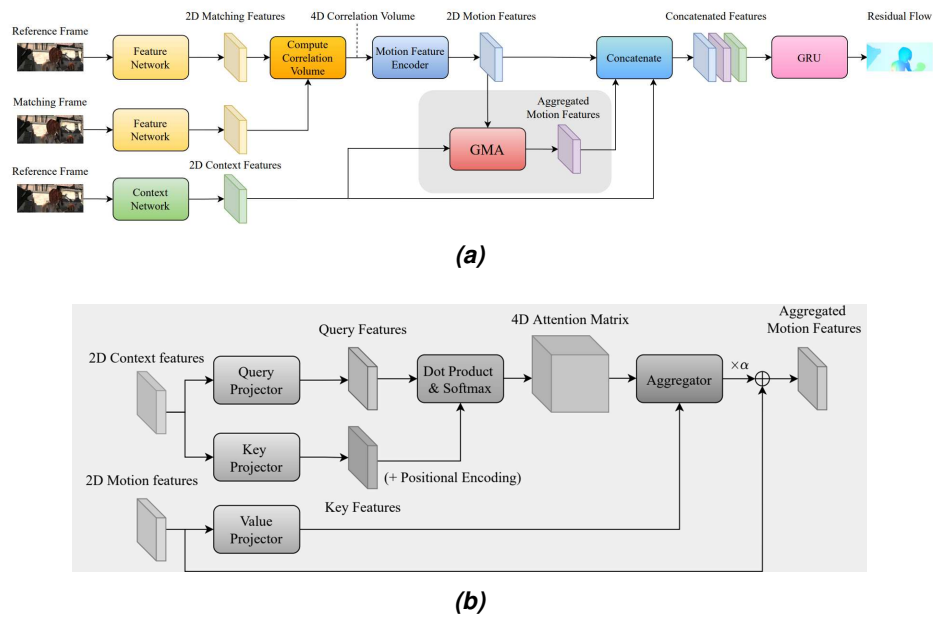 2D Matching Features
4D Correlation Volume
2D Motion Features
Concatenated Features
Residual Flow
Reference Frame
Feature
Network
Compute
Correlation
Volume
Motion Feature
Encoder
Concatenate
GRU
Matching Frame
Feature
Network
Aggregated
Motion Features
GMA
Reference Frame
2D Context Features
Context
Network
(a)
Aggregated
Motion Features
4D Attention Matrix
Query Features
2D Context features
Query
Projector
Dot Product
& Softmax
Aggregator
×α
Key
Projector
(+ Positional Encoding)
2D Motion features
Key Features
Value
Projector
(b)